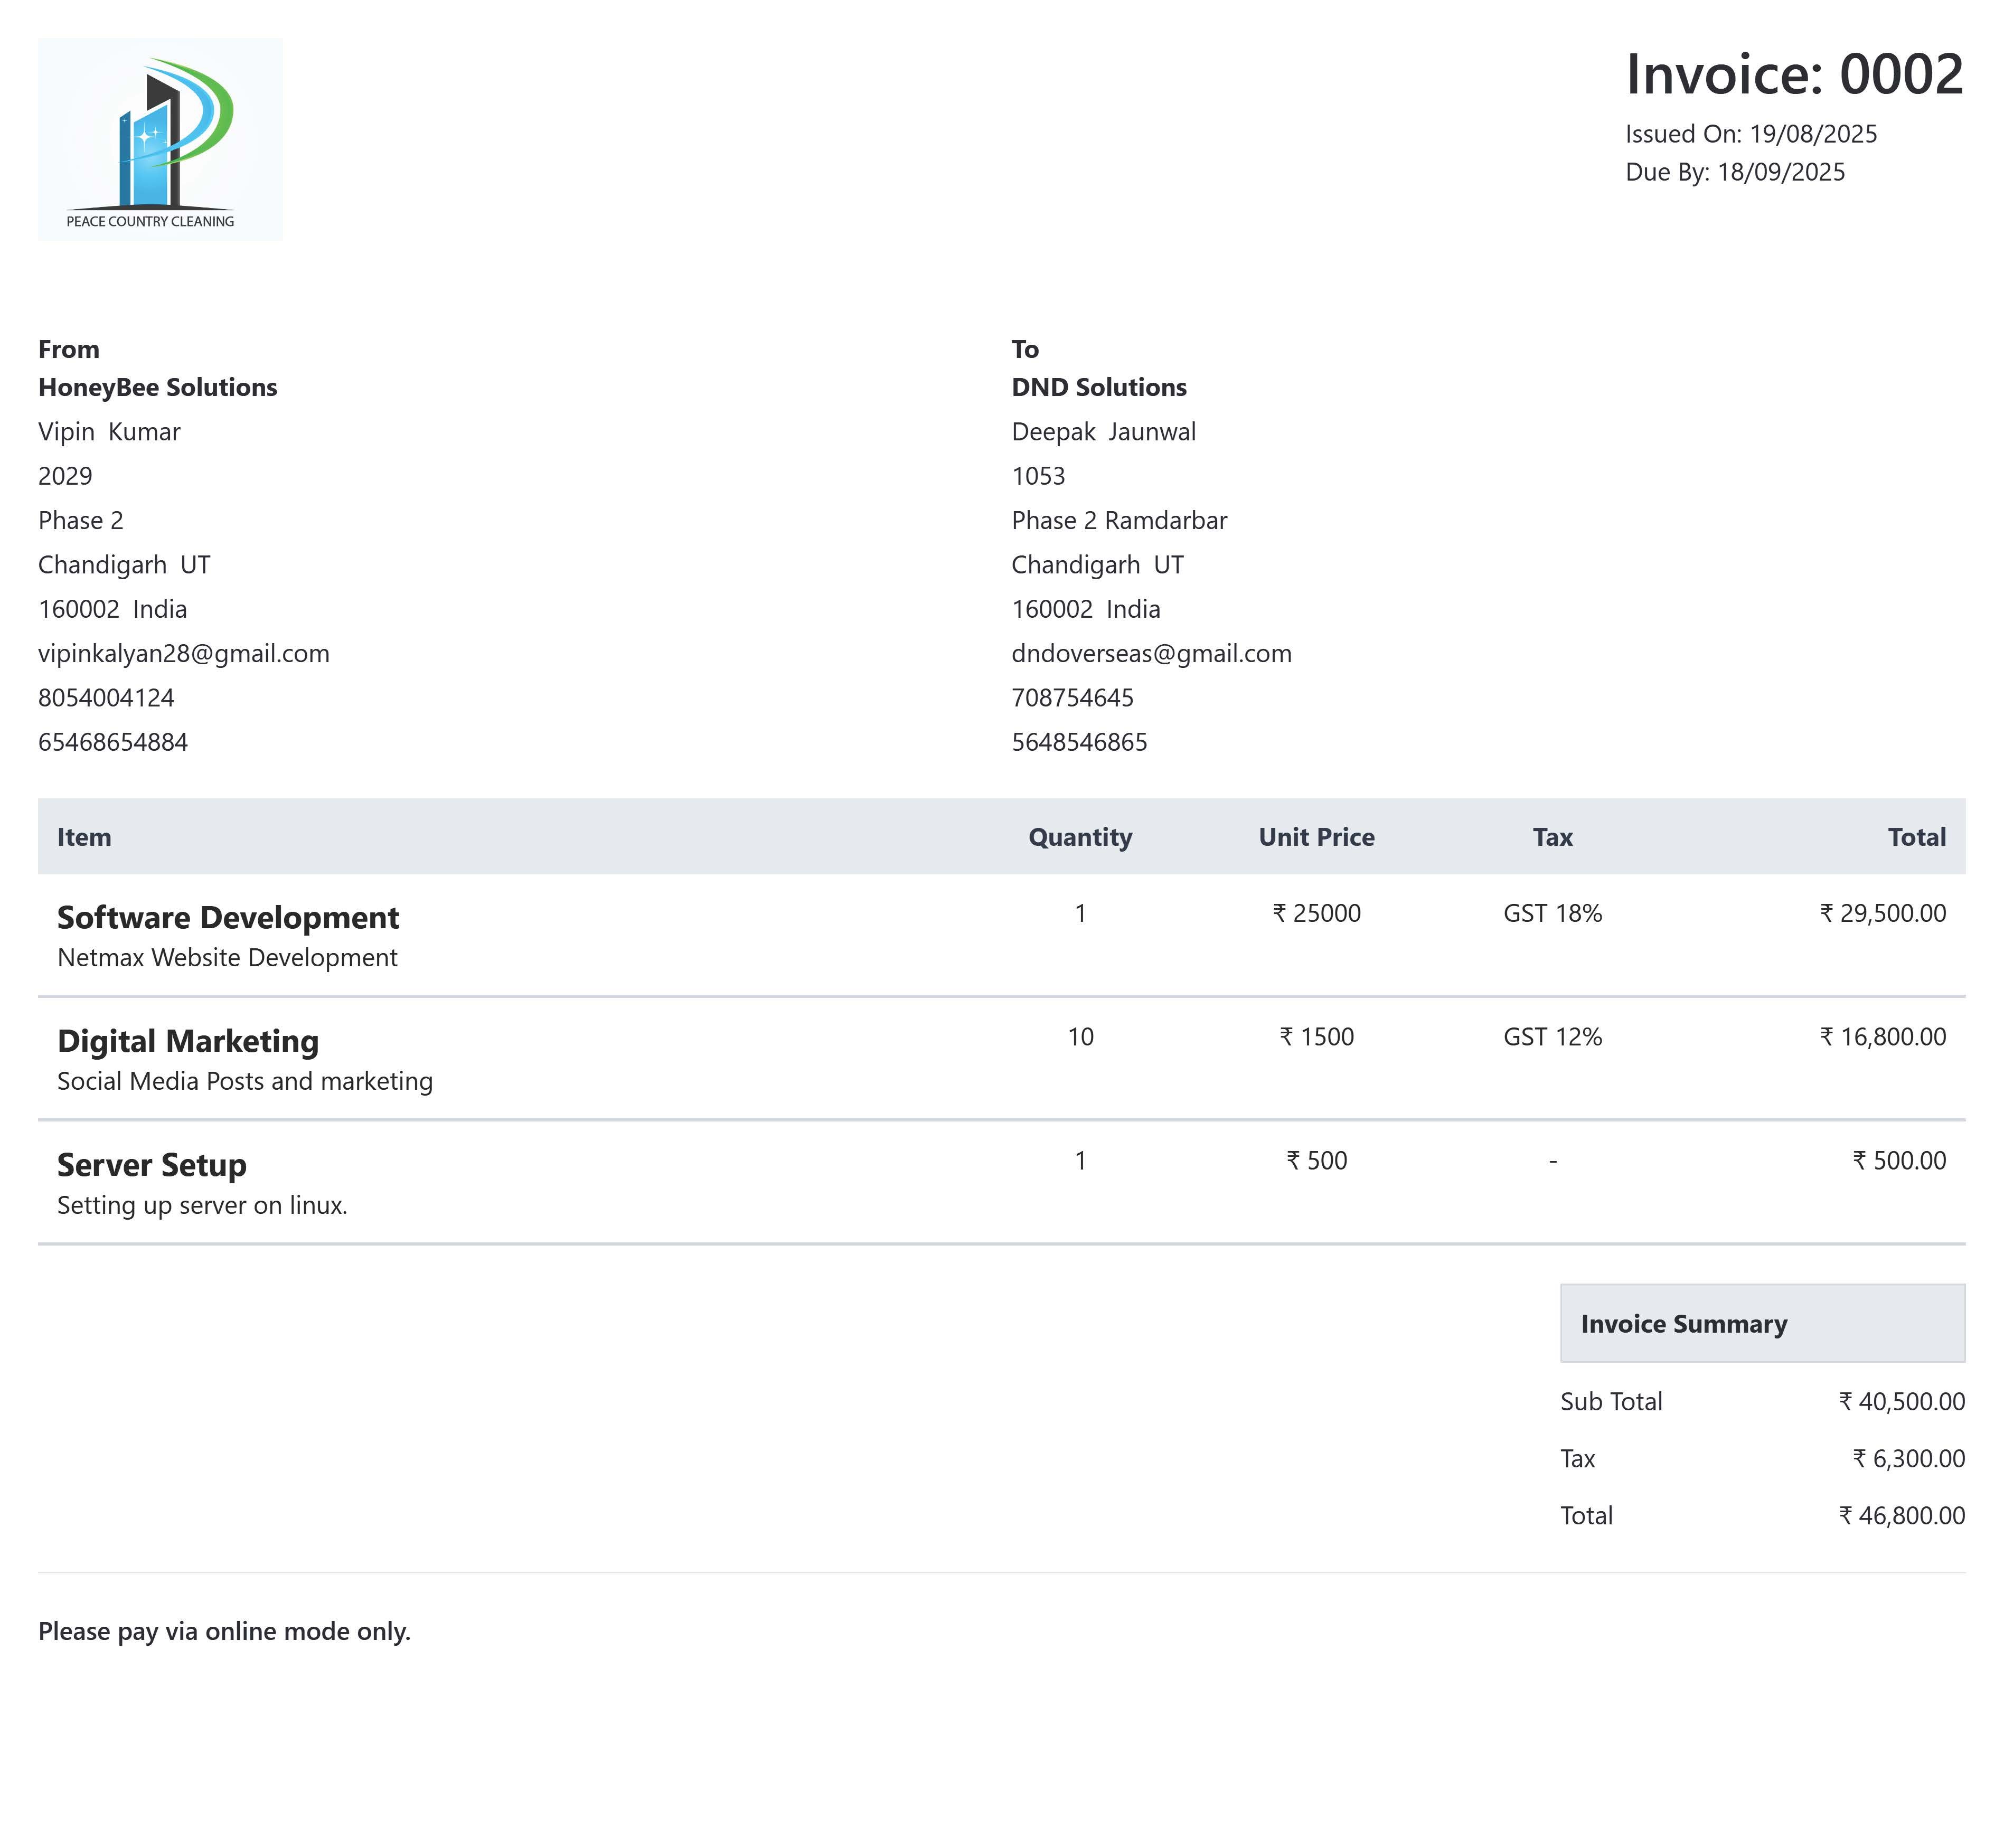 PEACE COUNTRY CLEANING
Invoice: 0002
Issued On: 19/08/2025
Due By: 18/09/2025
From
HoneyBee Solutions
Vipin Kumar
2029
Phase 2
Chandigarh UT
160002 India
vipinkalyan28@gmail.com
8054004124
65468654884
To
DND Solutions
Deepak Jaunwal
1053
Phase 2 Ramdarbar
Chandigarh UT
160002 India
dndoverseas@gmail.com
708754645
5648546865
Item Quantity Unit Price Tax Total
Software Development 1 ₹ 25000 GST 18% ₹ 29,500.00
Netmax Website Development
Digital Marketing 10 ₹ 1500 GST 12% ₹ 16,800.00
Social Media Posts and marketing
Server Setup 1 ₹ 500 - ₹ 500.00
Setting up server on linux.
Invoice Summary
Sub Total ₹ 40,500.00
Tax ₹ 6,300.00
Total ₹ 46,800.00
Please pay via online mode only.